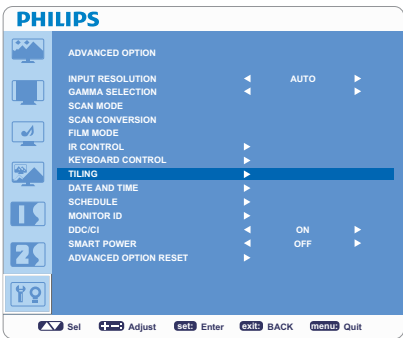 PHILIPS
ADVANCED OPTION
INPUT RESOLUTION AUTO
GAMMA SELECTION
SCAN MODE
SCAN CONVERSION
FILM MODE
IR CONTROL
KEYBOARD CONTROL
TILING
DATE AND TIME
SCHEDULE
MONITOR ID
DDC/CI ON
SMART POWER OFF
ADVANCED OPTION RESET
Sel Adjust set: Enter exit: BACK menu: Quit